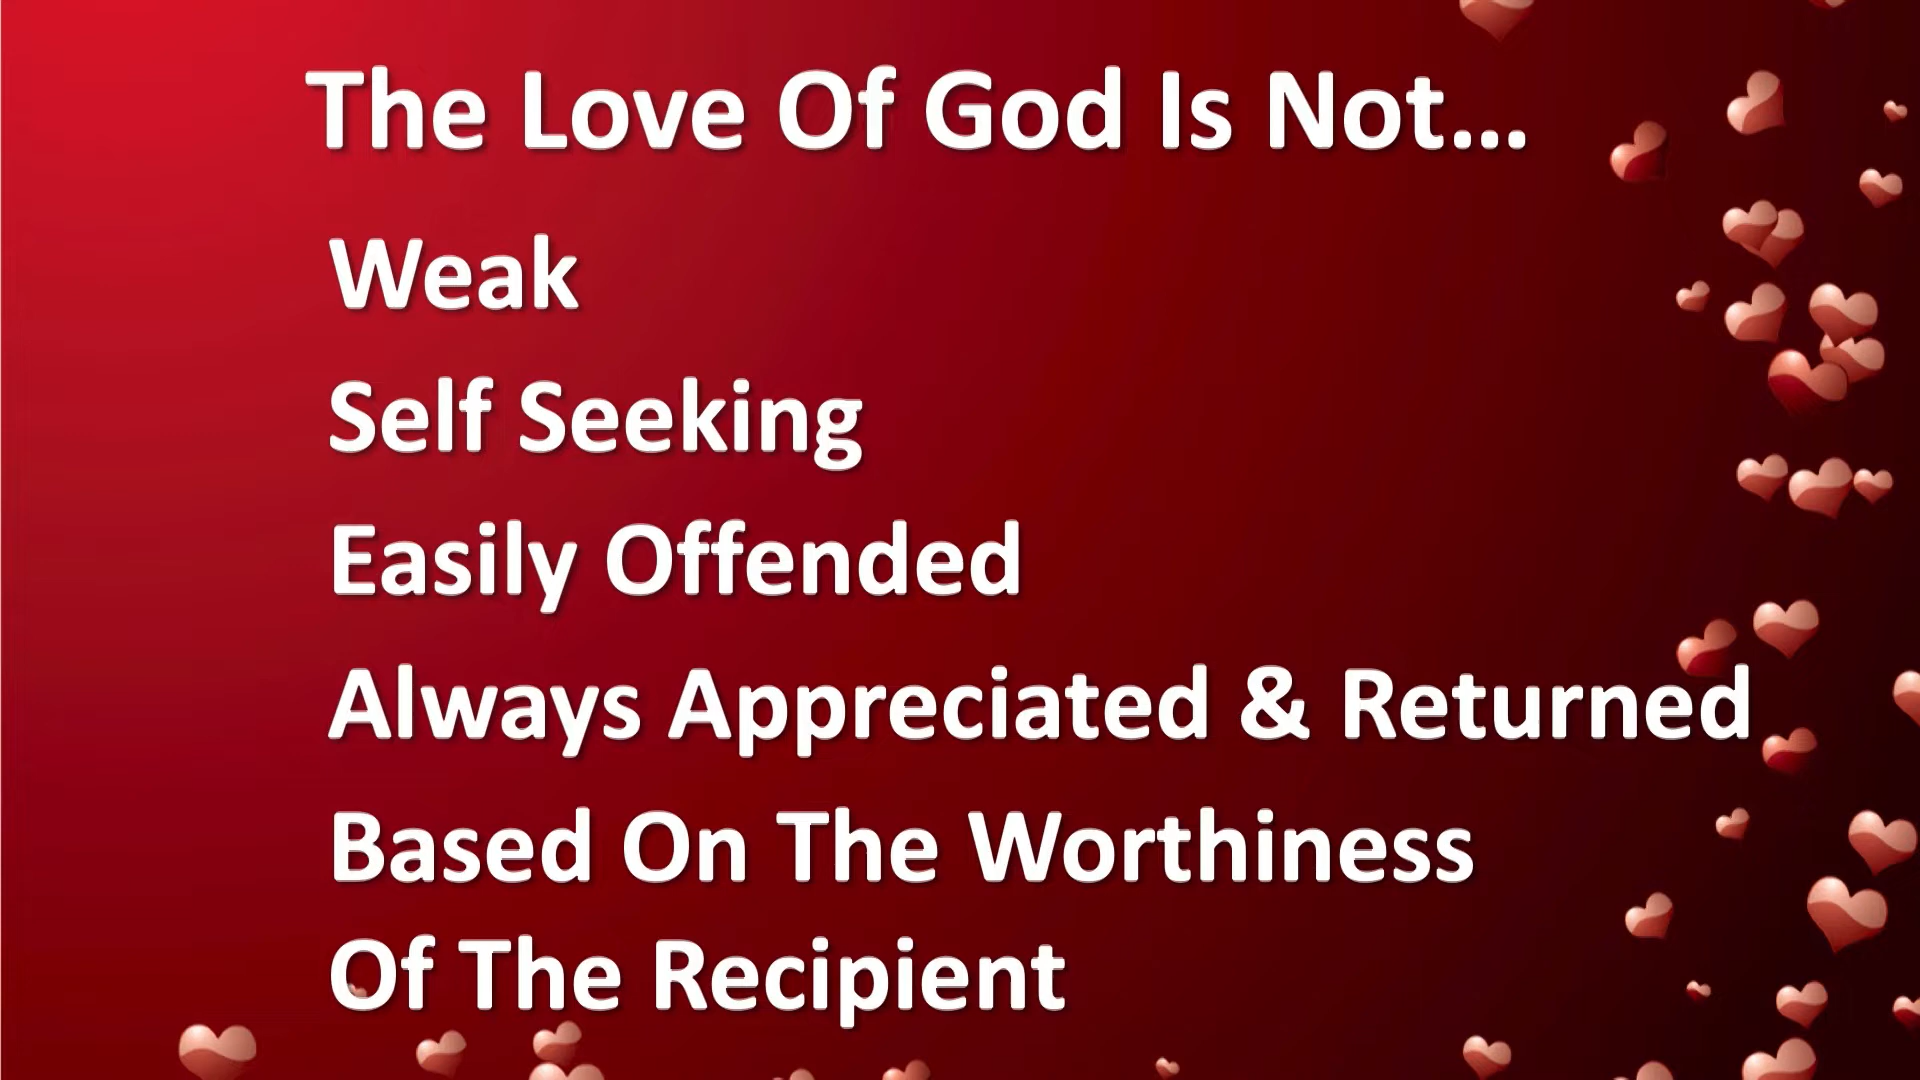 The Love Of God Is Not...
Weak
Self Seeking
Easily Offended
Always Appreciated & Returned
Based On The Worthiness
Of The Recipient